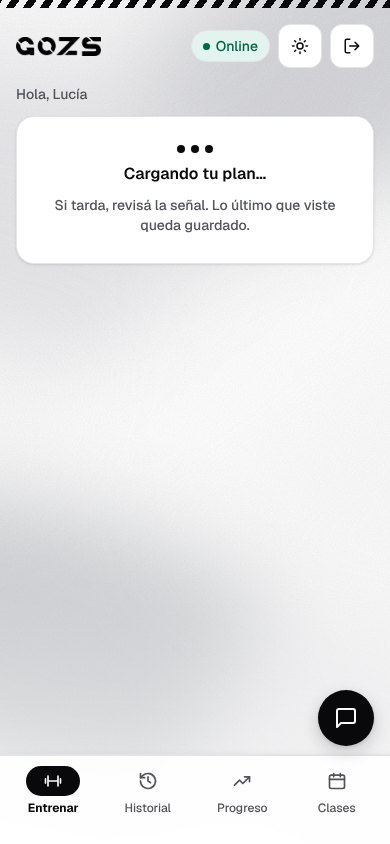 GOZS
Online
Hola, Lucía
Cargando tu plan...
Si tarda, revisá la señal. Lo último que viste
queda guardado.
Entrenar
Historial
Progreso
Clases